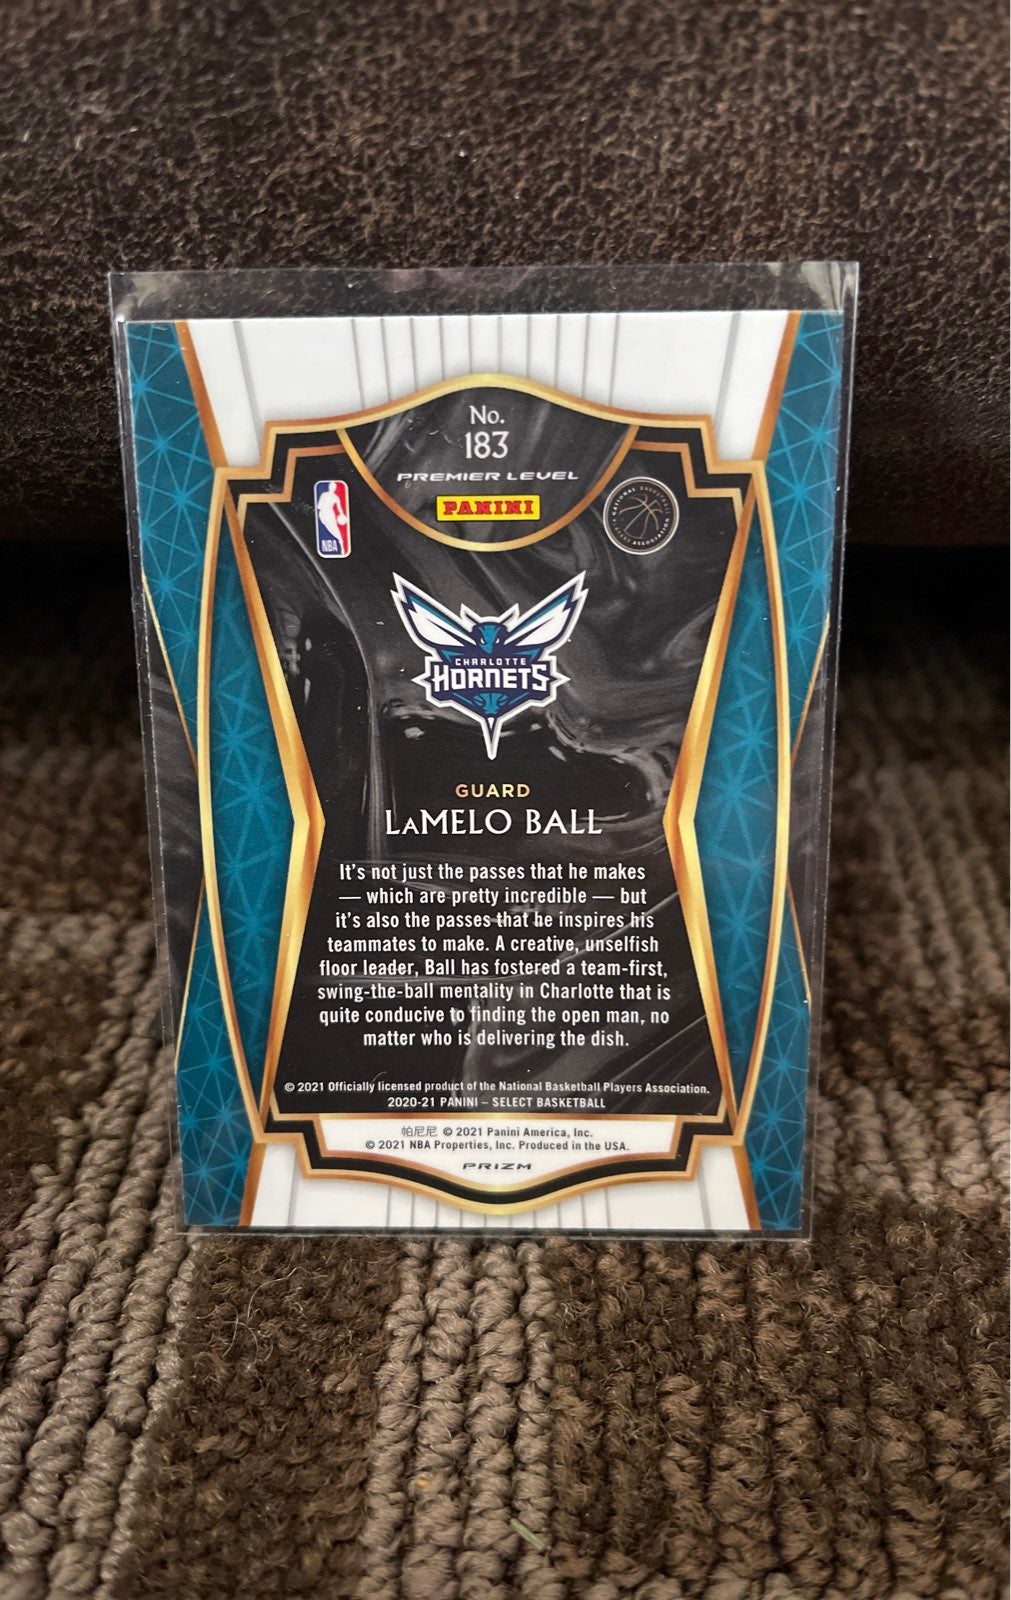 No.
183
PREMIER LEVEL
PANINI
NBA
NATIONAL BASKETBALL PLAYERS ASSOCIATION
CHARLOTTE
HORNETS
GUARD
LaMELO BALL
It's not just the passes that he makes
— which are pretty incredible — but
it's also the passes that he inspires his
teammates to make. A creative, unselfish
floor leader, Ball has fostered a team-first,
swing-the-ball mentality in Charlotte that is
quite conducive to finding the open man, no
matter who is delivering the dish.
© 2021 Officially licensed product of the National Basketball Players Association.
2020-21 PANINI – SELECT BASKETBALL
帕尼尼 © 2021 Panini America, Inc.
© 2021 NBA Properties, Inc. Produced in the USA.
PRIZM